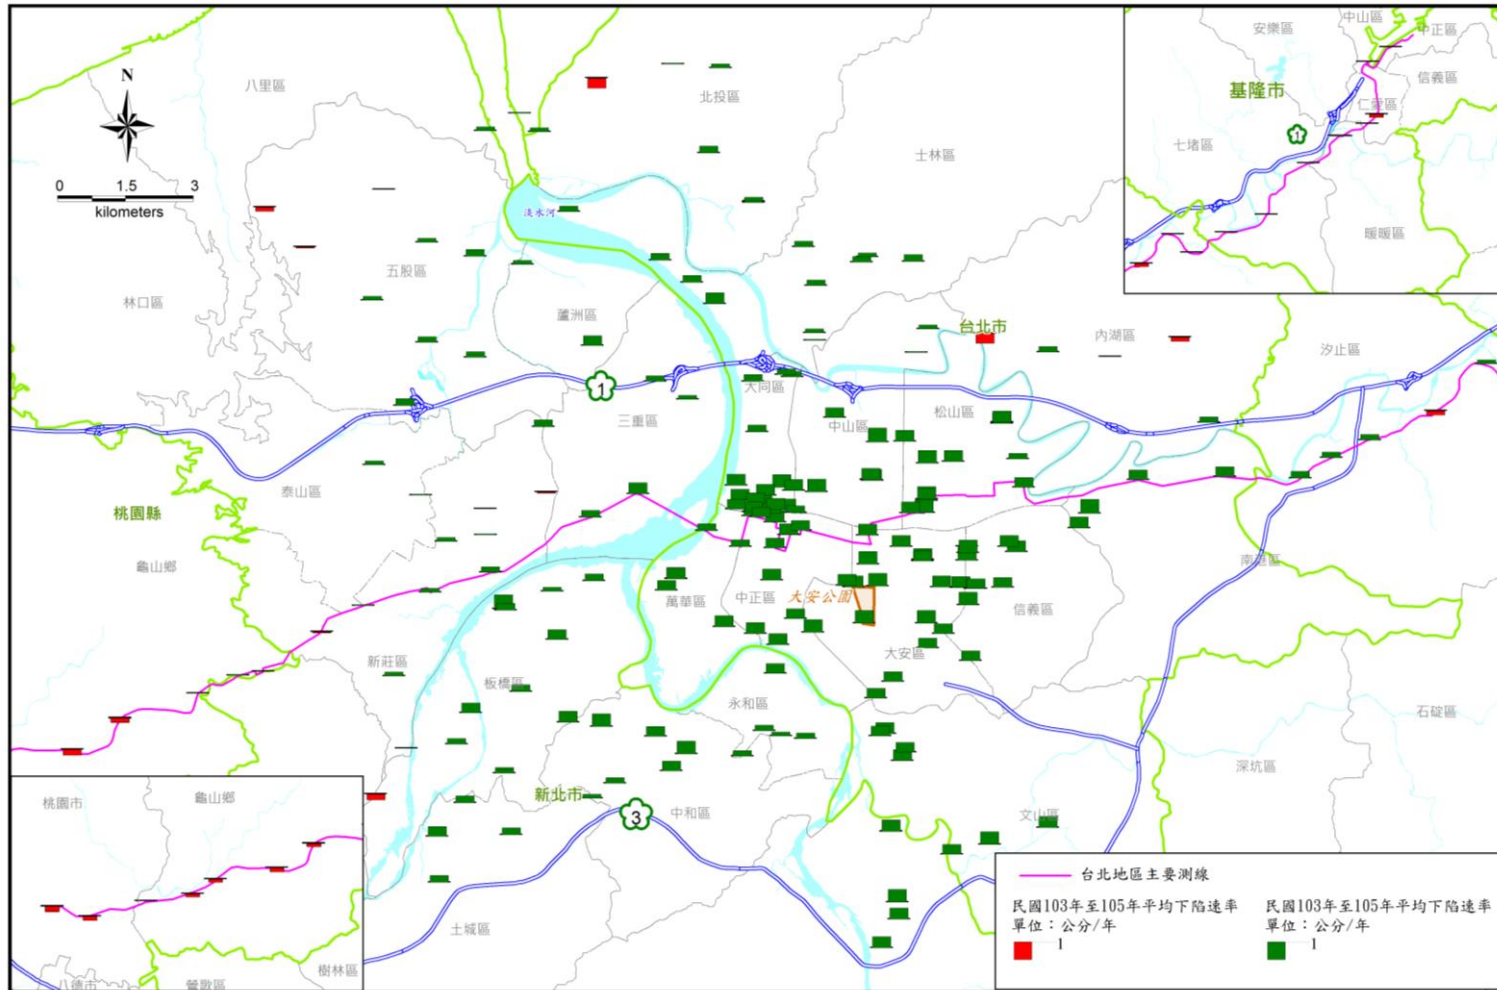 安樂區
中山區
中正區
信義區
基隆市
仁愛區
1
七堵區
暖暖區
N
八里區
北投區
士林區
0 1.5 3
kilometers
淡水河
五股區
林口區
蘆洲區
台北市
內湖區
汐止區
1
大同區
三重區
中山區
松山區
泰山區
桃園縣
龜山鄉
南港區
萬華區
中正區
大安公園
信義區
大安區
新莊區
板橋區
永和區
石碇區
深坑區
新北市
3
中和區
文山區
桃園市
龜山鄉
土城區
樹林區
八德市
鶯歌區
台北地區主要測線
民國103年至105年平均下陷速率
單位：公分/年
1
民國103年至105年平均下陷速率
單位：公分/年
1